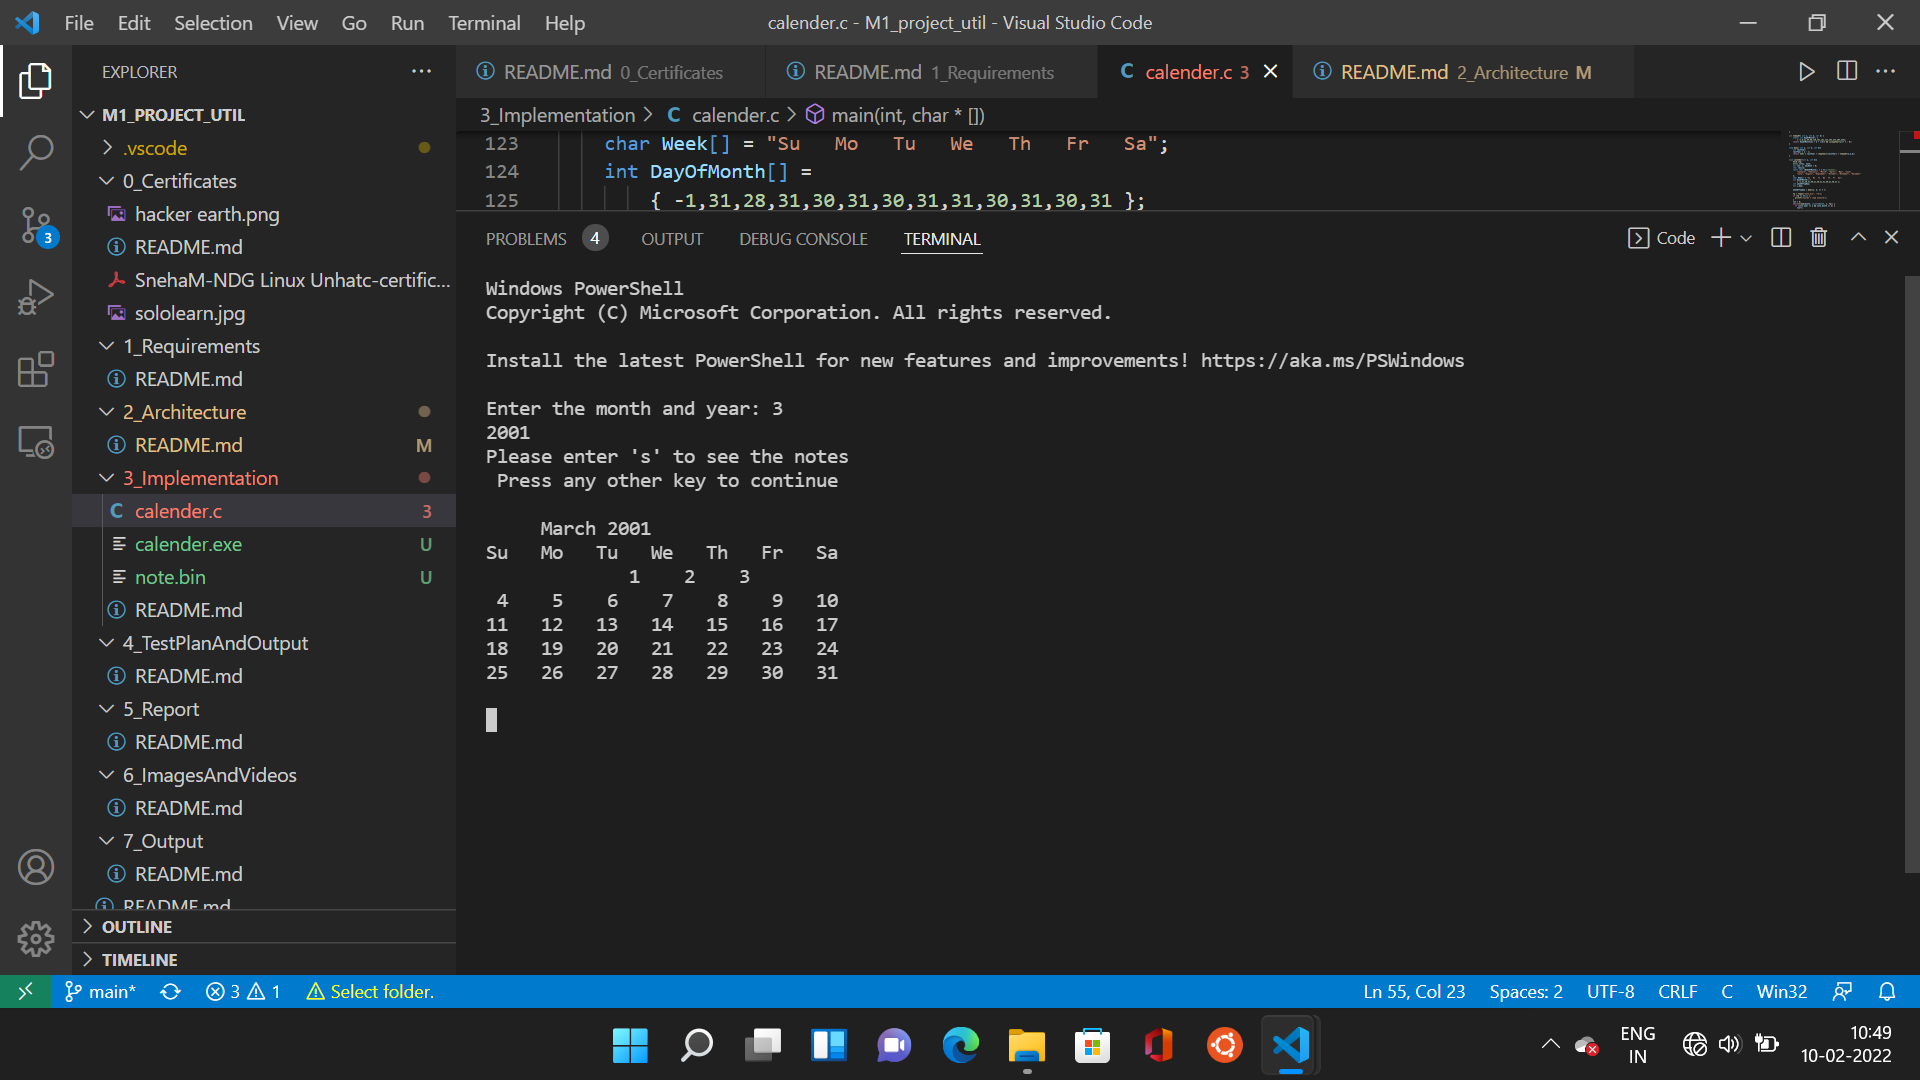 File Edit Selection View Go Run Terminal Help
calender.c - M1_project_util - Visual Studio Code
EXPLORER
M1_PROJECT_UTIL
.vscode
0_Certificates
hacker earth.png
README.md
SnehaM-NDG Linux Unhatc-certific...
sololearn.jpg
1_Requirements
README.md
2_Architecture
README.md M
3_Implementation
calender.c 3
calender.exe U
note.bin U
README.md
4_TestPlanAndOutput
README.md
5_Report
README.md
6_ImagesAndVideos
README.md
7_Output
README.md
README.md
OUTLINE
TIMELINE
3
README.md 0_Certificates
README.md 1_Requirements
C calender.c 3
README.md 2_Architecture M
3_Implementation > C calender.c > main(int, char * [])
123 char Week[] = "Su   Mo   Tu   We   Th   Fr   Sa";
124 int DayOfMonth[] =
125 { -1,31,28,31,30,31,30,31,31,30,31,30,31 };
PROBLEMS 4 OUTPUT DEBUG CONSOLE TERMINAL
Code
Windows PowerShell
Copyright (C) Microsoft Corporation. All rights reserved.
Install the latest PowerShell for new features and improvements! https://aka.ms/PSWindows
Enter the month and year: 3
2001
Please enter 's' to see the notes
Press any other key to continue
March 2001
Su   Mo   Tu   We   Th   Fr   Sa
1    2    3
4    5    6    7    8    9   10
11   12   13   14   15   16   17
18   19   20   21   22   23   24
25   26   27   28   29   30   31
main* 3 1 Select folder.
Ln 55, Col 23 Spaces: 2 UTF-8 CRLF C Win32
ENG
IN
10:49
10-02-2022